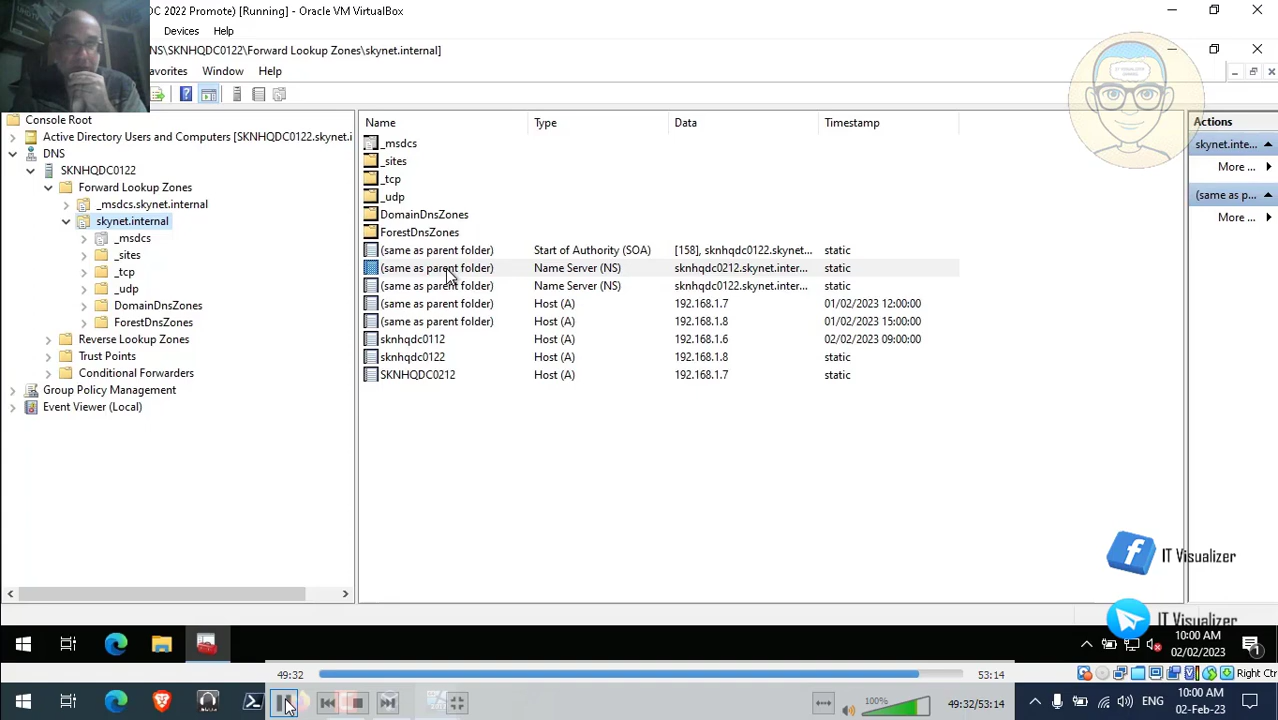 OC 2022 Promote) [Running] - Oracle VM VirtualBox
Devices Help
NS\SKNHQDC0122\Forward Lookup Zones\skynet.internal]
avorites Window Help
IT VISUALIZER
CHANNEL
Console Root
Active Directory Users and Computers [SKNHQDC0122.skynet.i
DNS
SKNHQDC0122
Forward Lookup Zones
_msdcs.skynet.internal
skynet.internal
_msdcs
_sites
_tcp
_udp
DomainDnsZones
ForestDnsZones
Reverse Lookup Zones
Trust Points
Conditional Forwarders
Group Policy Management
Event Viewer (Local)
Name Type Data Timestamp
_msdcs
_sites
_tcp
_udp
DomainDnsZones
ForestDnsZones
(same as parent folder) Start of Authority (SOA) [158], sknhqdc0122.skynet... static
(same as parent folder) Name Server (NS) sknhqdc0212.skynet.inter... static
(same as parent folder) Name Server (NS) sknhqdc0122.skynet.inter... static
(same as parent folder) Host (A) 192.168.1.7 01/02/2023 12:00:00
(same as parent folder) Host (A) 192.168.1.8 01/02/2023 15:00:00
sknhqdc0112 Host (A) 192.168.1.6 02/02/2023 09:00:00
sknhqdc0122 Host (A) 192.168.1.8 static
SKNHQDC0212 Host (A) 192.168.1.7 static
Actions
skynet.inte...
More ...
(same as p...
More ...
IT Visualizer
IT Visualizer
10:00 AM
02/02/2023
1
49:32 53:14
Right Ctr
100%
49:32/53:14
ENG
10:00 AM
02-Feb-23